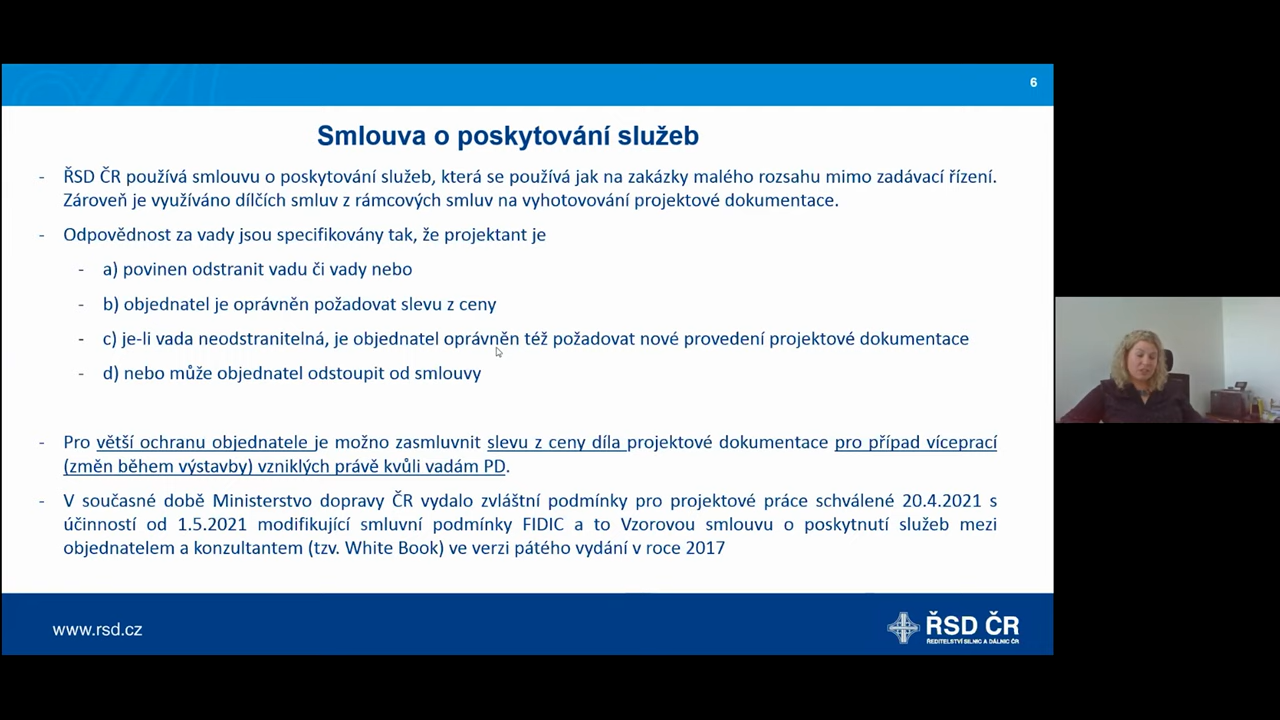 6
Smlouva o poskytování služeb
- ŘSD ČR používá smlouvu o poskytování služeb, která se používá jak na zakázky malého rozsahu mimo zadávací řízení.
Zároveň je využíváno dílčích smluv z rámcových smluv na vyhotovování projektové dokumentace.
- Odpovědnost za vady jsou specifikovány tak, že projektant je
- a) povinen odstranit vadu či vady nebo
- b) objednatel je oprávněn požadovat slevu z ceny
- c) je-li vada neodstranitelná, je objednatel oprávněn též požadovat nové provedení projektové dokumentace
- d) nebo může objednatel odstoupit od smlouvy
- Pro větší ochranu objednatele je možno zasmluvnit slevu z ceny díla projektové dokumentace pro případ víceprací
(změn během výstavby) vzniklých právě kvůli vadám PD.
- V současné době Ministerstvo dopravy ČR vydalo zvláštní podmínky pro projektové práce schválené 20.4.2021 s
účinností od 1.5.2021 modifikující smluvní podmínky FIDIC a to Vzorovou smlouvu o poskytnutí služeb mezi
objednatelem a konzultantem (tzv. White Book) ve verzi pátého vydání v roce 2017
www.rsd.cz
ŘSD ČR
ŘEDITELSTVÍ SILNIC A DÁLNIC ČR